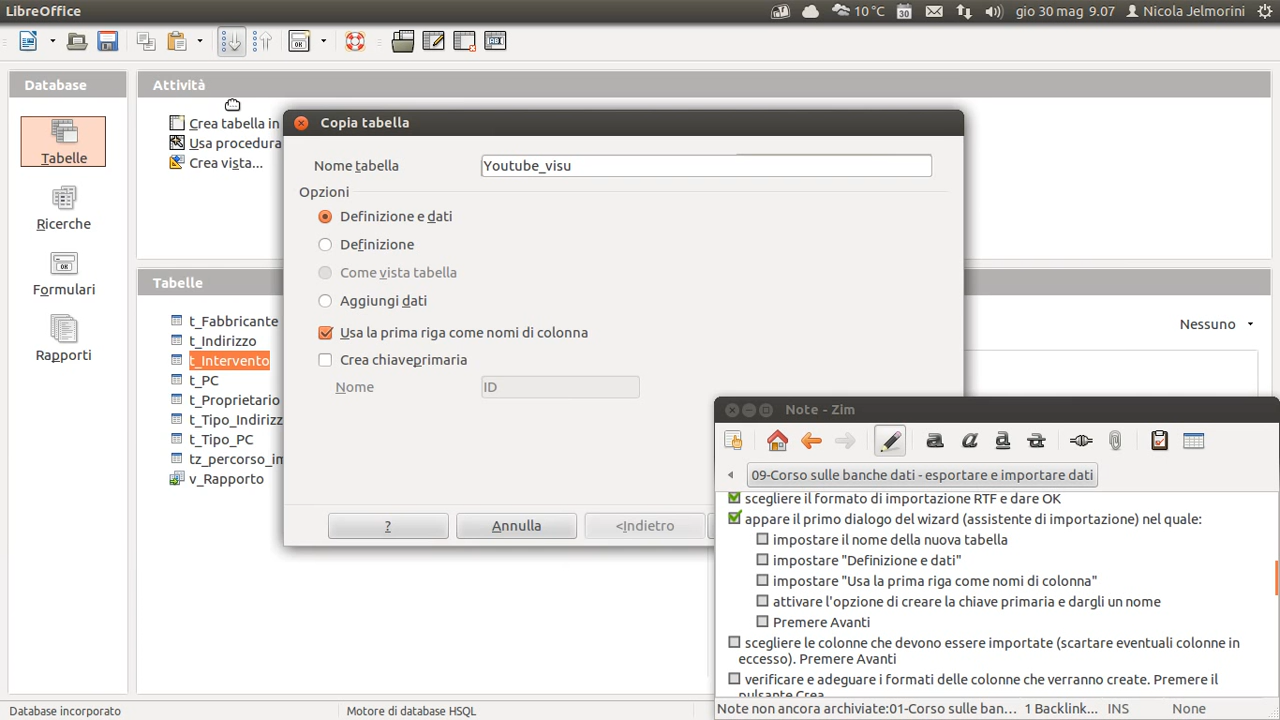 LibreOffice
10 °C
gio 30 mag 9.07
Nicola Jelmorini
Database
Attività
Crea tabella in
Usa procedura
Crea vista...
Tabelle
Ricerche
Formulari
Rapporti
Tabelle
t_Fabbricante
t_Indirizzo
t_Intervento
t_PC
t_Proprietario
t_Tipo_Indirizz
t_Tipo_PC
tz_percorso_im
v_Rapporto
Nessuno
Copia tabella
Nome tabella
Youtube_visu
Opzioni
Definizione e dati
Definizione
Come vista tabella
Aggiungi dati
Usa la prima riga come nomi di colonna
Crea chiaveprimaria
Nome
ID
?
Annulla
<Indietro
Note - Zim
09-Corso sulle banche dati - esportare e importare dati
scegliere il formato di importazione RTF e dare OK
appare il primo dialogo del wizard (assistente di importazione) nel quale:
impostare il nome della nuova tabella
impostare "Definizione e dati"
impostare "Usa la prima riga come nomi di colonna"
attivare l'opzione di creare la chiave primaria e dargli un nome
Premere Avanti
scegliere le colonne che devono essere importate (scartare eventuali colonne in
eccesso). Premere Avanti
verificare e adeguare i formati delle colonne che verranno create. Premere il
pulsante Crea
Note non ancora archiviate:01-Corso sulle ban... 1 Backlink... INS None
Database incorporato
Motore di database HSQL